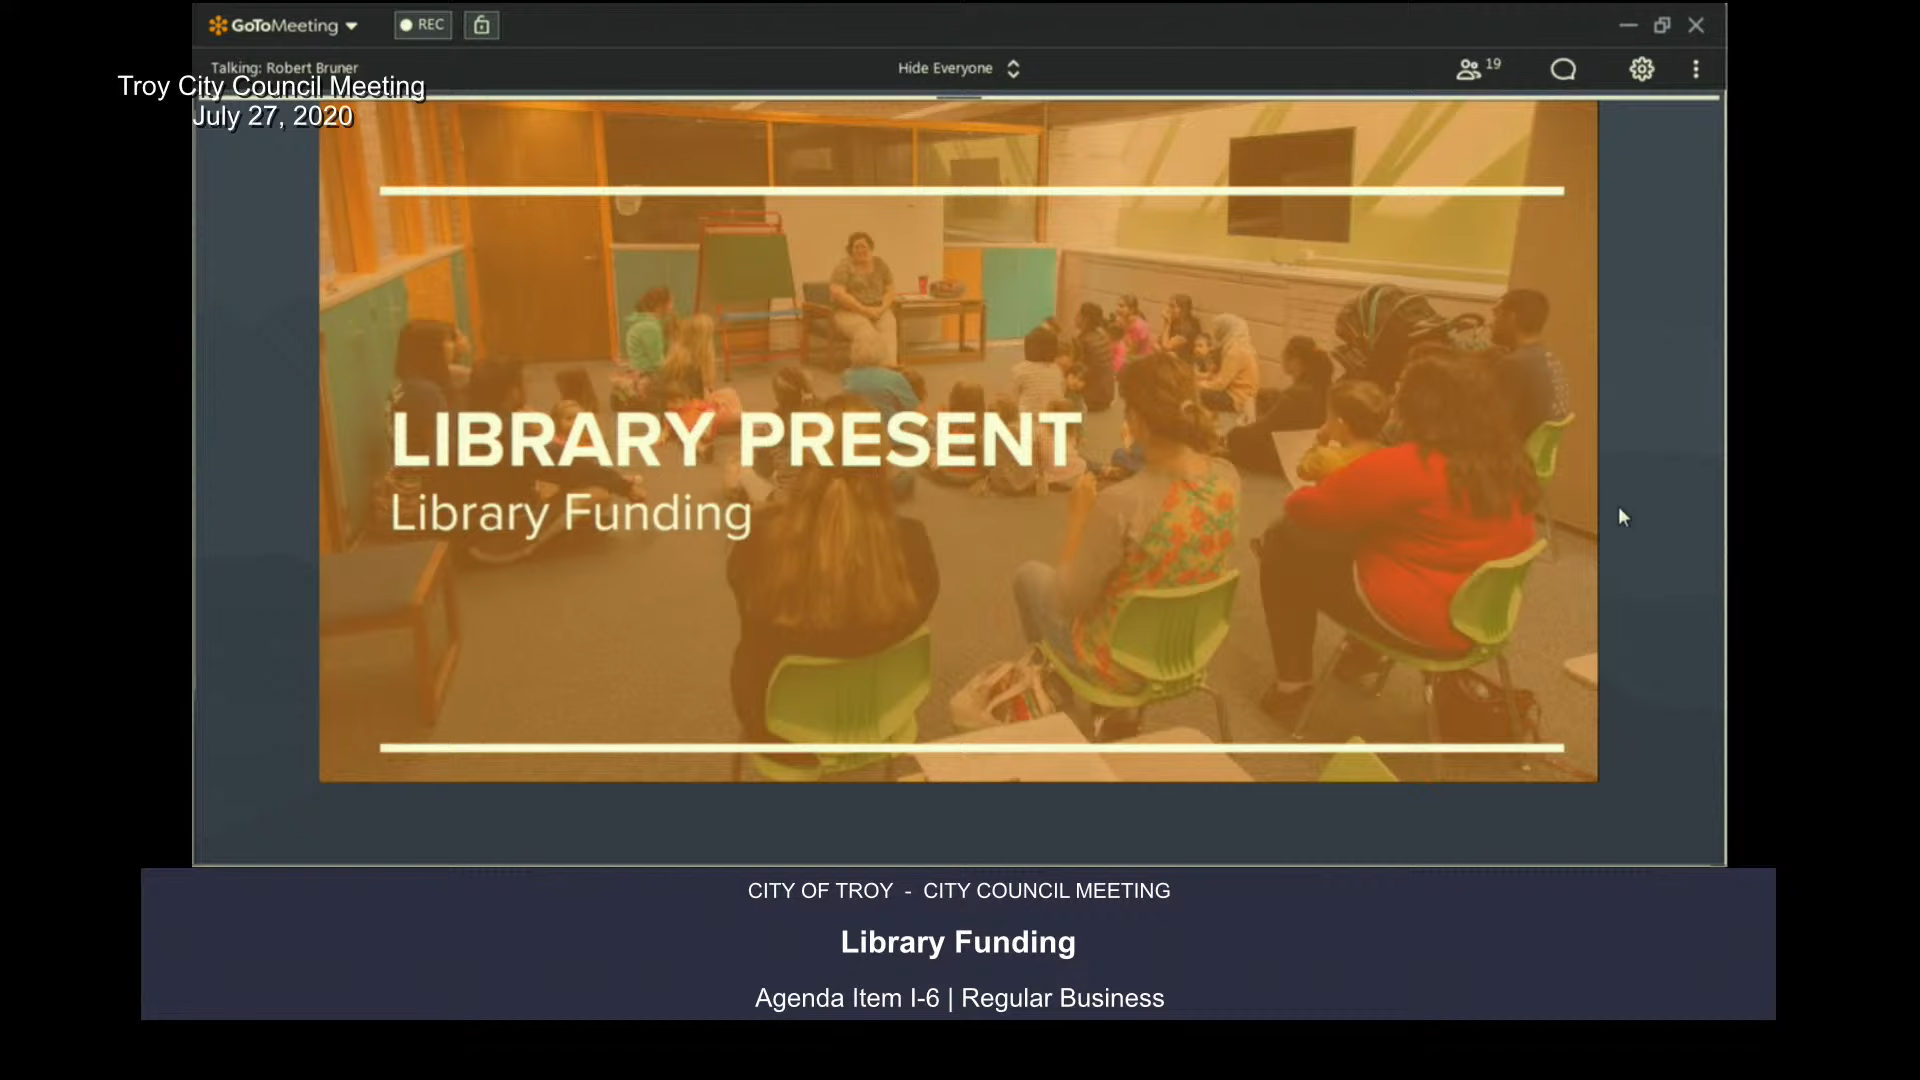 GoToMeeting
REC
Talking: Robert Bruner
Hide Everyone
19
Troy City Council Meeting
July 27, 2020
LIBRARY PRESENT
Library Funding
CITY OF TROY - CITY COUNCIL MEETING
Library Funding
Agenda Item I-6 | Regular Business